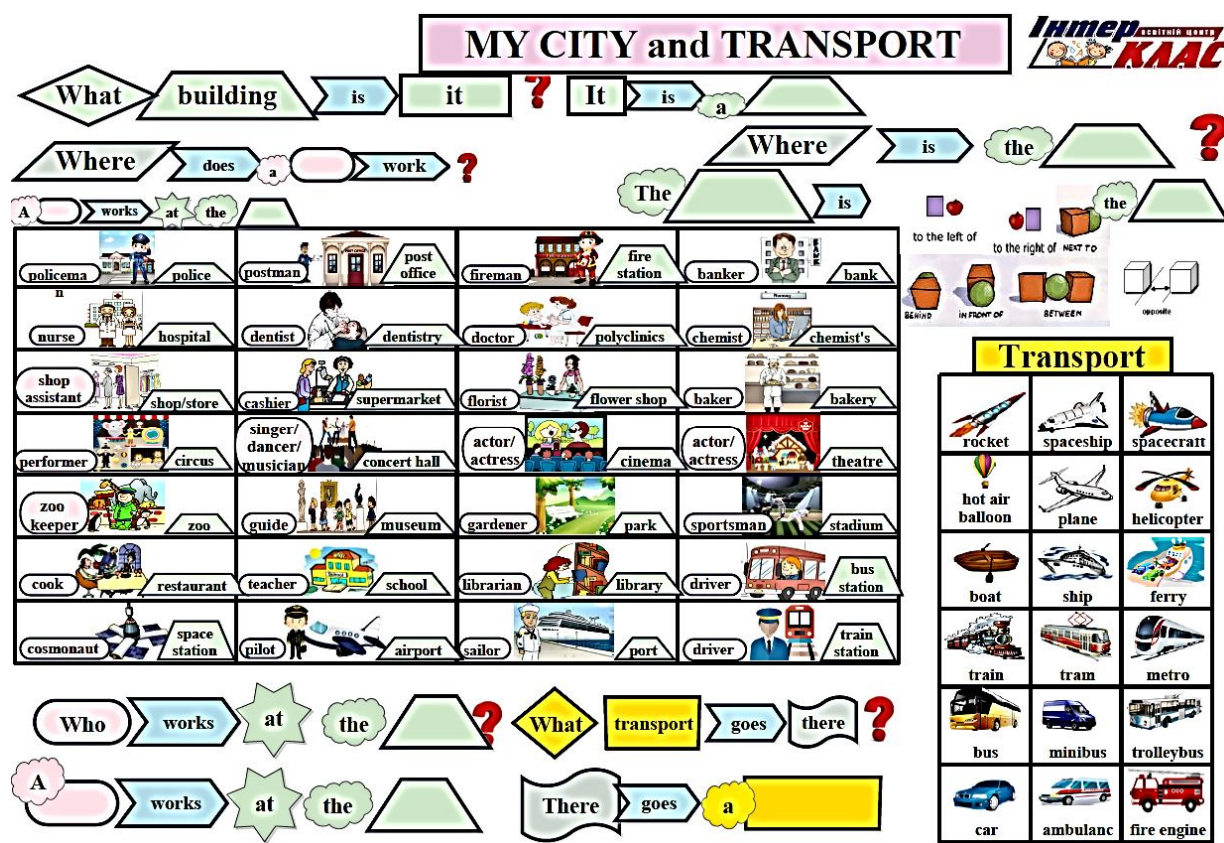 MY CITY and TRANSPORT
Інтер
освітній центр
КЛАС
What building is it ? It is a
Where does a work ?
Where is the ?
A works at the
The is the
to the left of
to the right of
NEXT TO
BEHIND
IN FRONT OF
BETWEEN
opposite
policema
n
police
postman
POST OFFICE
post
office
fireman
fire
station
banker
BANK
bank
nurse
hospital
dentist
dentistry
doctor
polyclinics
chemist
Pharmacy
chemist's
shop
assistant
shop/store
cashier
supermarket
florist
flower shop
baker
bakery
performer
circus
singer/
dancer/
musician
concert hall
actor/
actress
cinema
actor/
actress
theatre
zoo
keeper
zoo
guide
museum
gardener
park
sportsman
stadium
cook
restaurant
teacher
school
librarian
library
driver
bus
station
cosmonaut
space
station
pilot
airport
sailor
port
driver
train
station
Transport
rocket
spaceship
spacecraft
hot air
balloon
plane
helicopter
boat
ship
ferry
train
tram
metro
bus
minibus
trolleybus
car
ambulanc
fire engine
Who works at the ?
What transport goes there ?
A works at the
There goes a